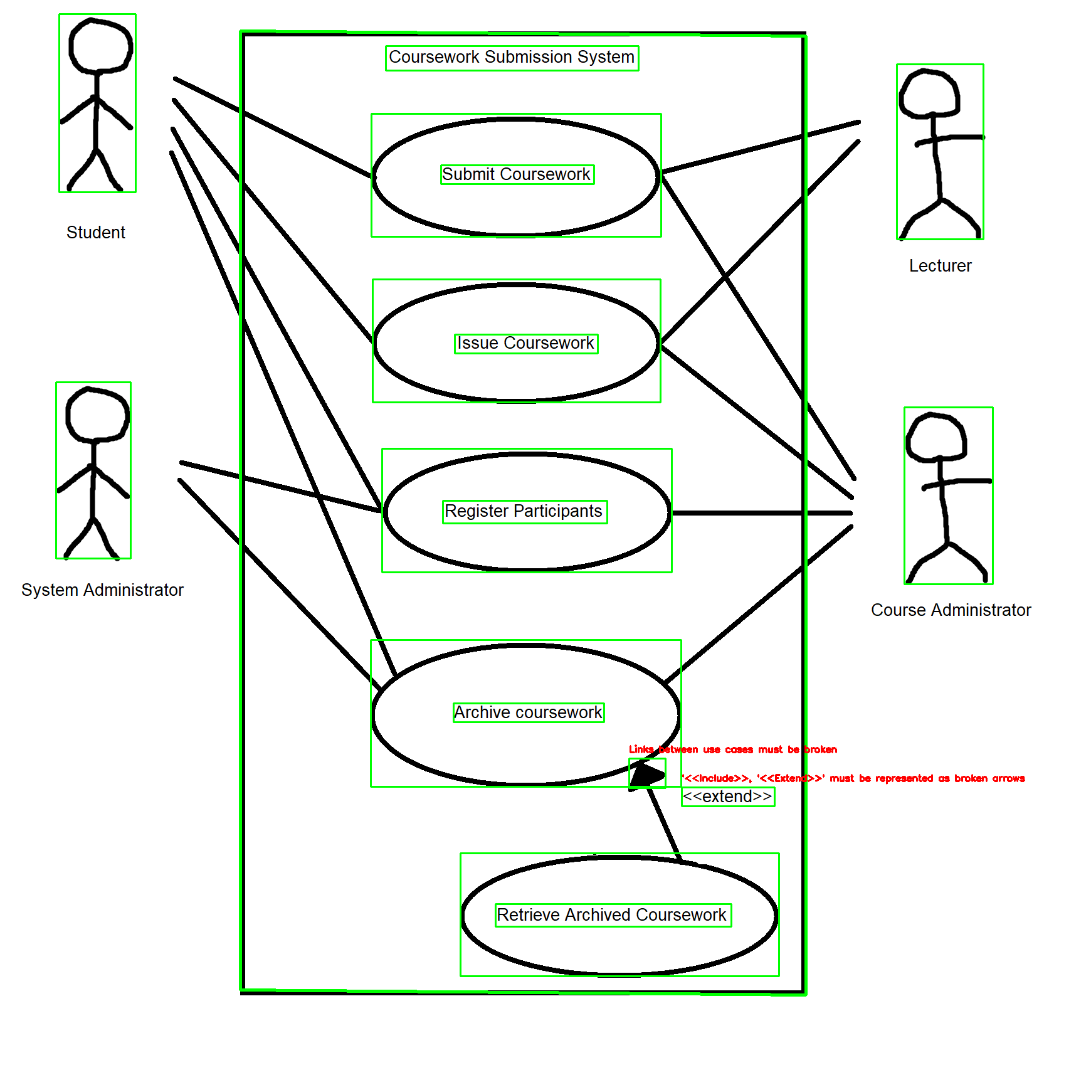 Coursework Submission System
Submit Coursework
Student
Lecturer
Issue Coursework
Register Participants
System Administrator
Course Administrator
Archive coursework
Links between use cases must be broken
'<<Include>>, '<<Extend>>' must be represented as broken arrows
<<extend>>
Retrieve Archived Coursework